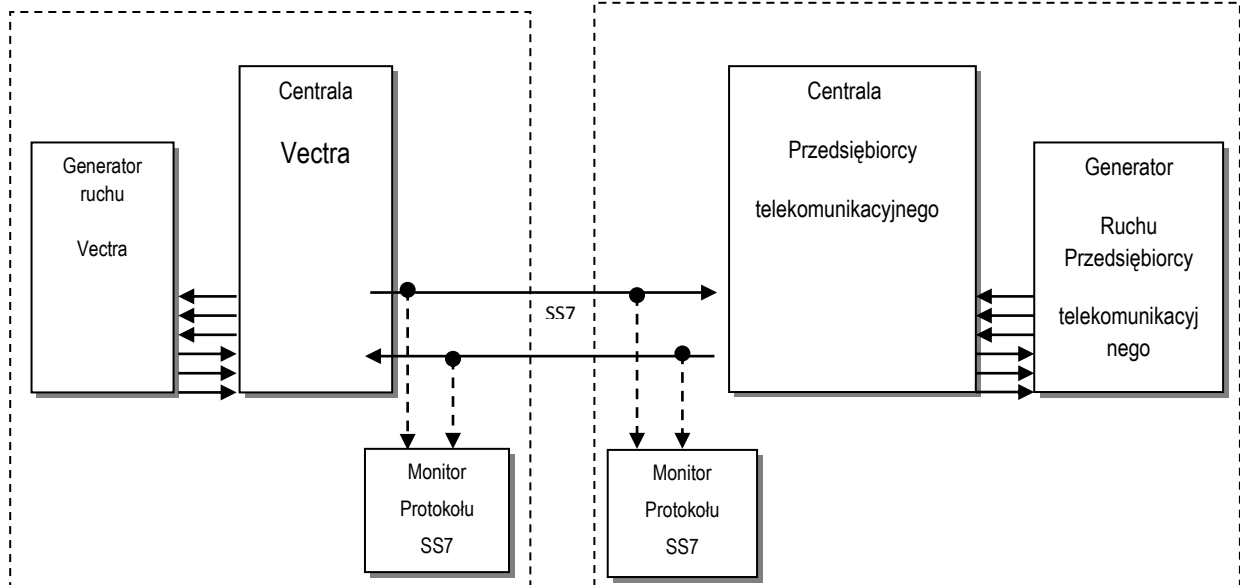 Centrala
Vectra
Generator
ruchu
Vectra
SS7
Centrala
Przedsiębiorcy
telekomunikacyjnego
Generator
Ruchu
Przedsiębiorcy
telekomunikacyj
nego
Monitor
Protokołu
SS7
Monitor
Protokołu
SS7